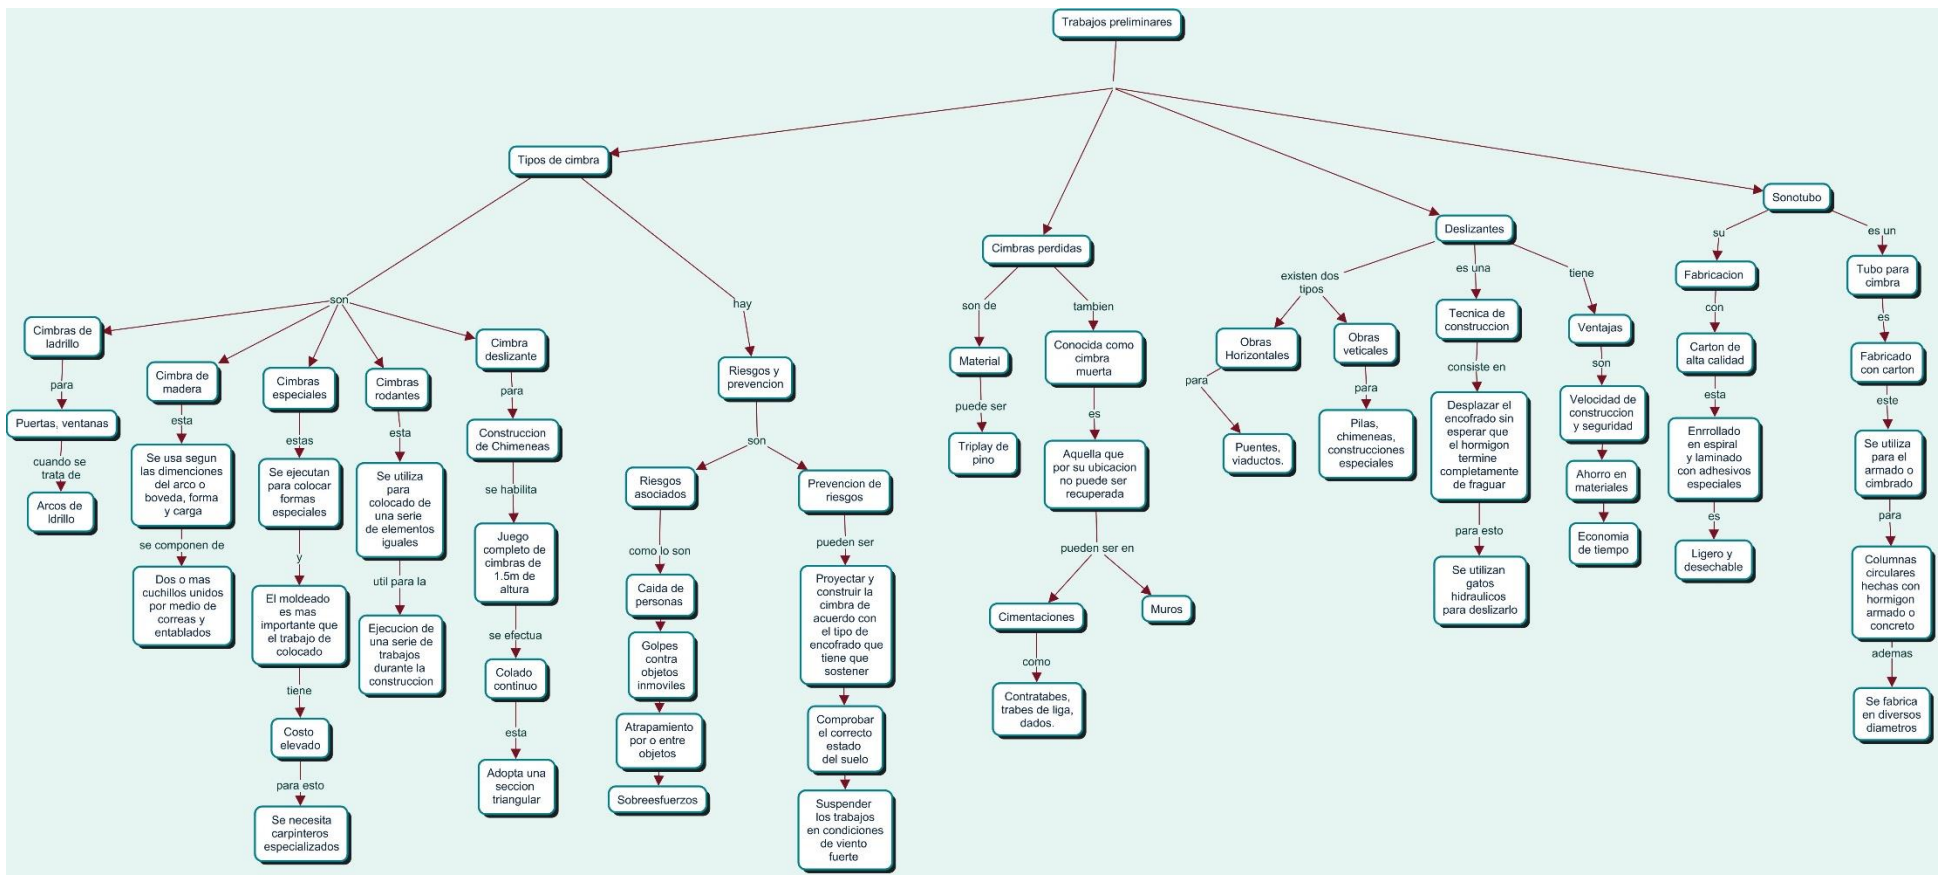 Trabajos preliminares
Tipos de cimbra
son
Cimbras de
ladrillo
para
Puertas, ventanas
cuando se
trata de
Arcos de
ldrillo
Cimbra de
madera
esta
Se usa segun
las dimenciones
del arco o
boveda, forma
y carga
se componen de
Dos o mas
cuchillos unidos
por medio de
correas y
entablados
Cimbras
especiales
estas
Se ejecutan
para colocar
formas
especiales
y
El moldeado
es mas
importante que
el trabajo de
colocado
tiene
Costo
elevado
para esto
Se necesita
carpinteros
especializados
Cimbras
rodantes
esta
Se utiliza
para
colocado de
una serie
de elementos
iguales
util para la
Ejecucion de
una serie de
trabajos
durante la
construccion
Cimbra
deslizante
para
Construccion
de Chimeneas
se habilita
Juego
completo de
cimbras de
1.5m de
altura
se efectua
Colado
continuo
esta
Adopta una
seccion
triangular
hay
Riesgos y
prevencion
son
Riesgos
asociados
como lo son
Caida de
personas
Golpes
contra
objetos
inmoviles
Atrapamiento
por o entre
objetos
Sobreesfuerzos
Prevencion de
riesgos
pueden ser
Proyectar y
construir la
cimbra de
acuerdo con
el tipo de
encofrado que
tiene que
sostener
Comprobar
el correcto
estado
del suelo
Suspender
los trabajos
en condiciones
de viento
fuerte
Cimbras perdidas
son de
Material
puede ser
Triplay de
pino
tambien
Conocida como
cimbra
muerta
es
Aquella que
por su ubicacion
no puede ser
recuperada
pueden ser en
Cimentaciones
como
Contratabes,
trabes de liga,
dados.
Muros
Deslizantes
existen dos
tipos
Obras
Horizontales
para
Puentes,
viaductos.
Obras
veticales
para
Pilas,
chimeneas,
construcciones
especiales
es una
Tecnica de
construccion
consiste en
Desplazar el
encofrado sin
esperar que
el hormigon
termine
completamente
de fraguar
para esto
Se utilizan
gatos
hidraulicos
para deslizarlo
tiene
Ventajas
son
Velocidad de
construccion
y seguridad
Ahorro en
materiales
Economia
de tiempo
Sonotubo
su
Fabricacion
con
Carton de
alta calidad
esta
Enrrollado
en espiral
y laminado
con adhesivos
especiales
es
Ligero y
desechable
es un
Tubo para
cimbra
es
Fabricado
con carton
este
Se utiliza
para el
armado o
cimbrado
para
Columnas
circulares
hechas con
hormigon
armado o
concreto
ademas
Se fabrica
en diversos
diametros